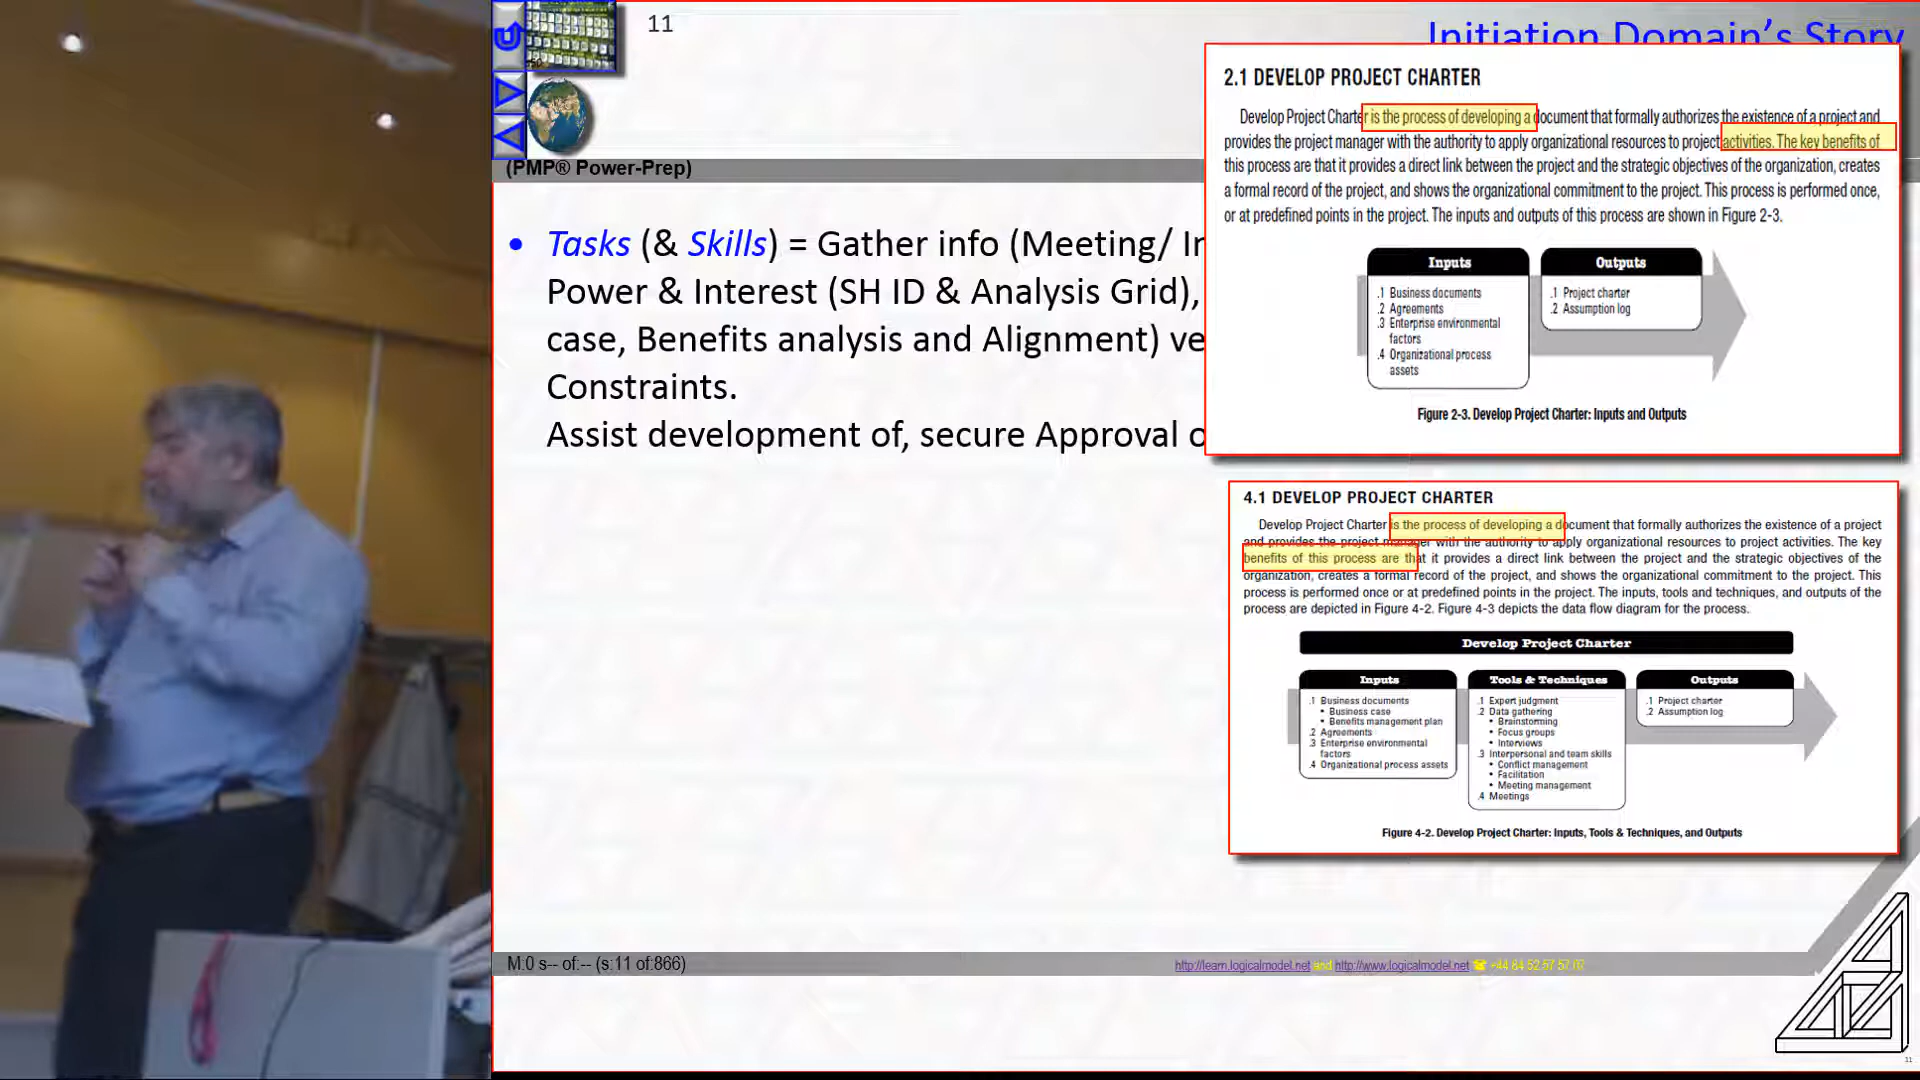 11
Initiation Domain's Story
(PMP® Power-Prep)
• Tasks (& Skills) = Gather info (Meeting/
Power & Interest (SH ID & Analysis Grid),
case, Benefits analysis and Alignment) ve
Constraints.
Assist development of, secure Approval
2.1 DEVELOP PROJECT CHARTER
Develop Project Charter is the process of developing a document that formally authorizes the existence of a project and
provides the project manager with the authority to apply organizational resources to project activities. The key benefits of
this process are that it provides a direct link between the project and the strategic objectives of the organization, creates
a formal record of the project, and shows the organizational commitment to the project. This process is performed once,
or at predefined points in the project. The inputs and outputs of this process are shown in Figure 2-3.
Inputs
.1 Business documents
.2 Agreements
.3 Enterprise environmental
factors
.4 Organizational process
assets
Outputs
.1 Project charter
.2 Assumption log
Figure 2-3. Develop Project Charter: Inputs and Outputs
4.1 DEVELOP PROJECT CHARTER
Develop Project Charter is the process of developing a document that formally authorizes the existence of a project
and provides the project manager with the authority to apply organizational resources to project activities. The key
benefits of this process are that it provides a direct link between the project and the strategic objectives of the
organization, creates a formal record of the project, and shows the organizational commitment to the project. This
process is performed once or at predefined points in the project. The inputs, tools and techniques, and outputs of the
process are depicted in Figure 4-2. Figure 4-3 depicts the data flow diagram for the process.
Develop Project Charter
Inputs
.1 Business documents
• Business case
• Benefits management plan
.2 Agreements
.3 Enterprise environmental
factors
.4 Organizational process assets
Tools & Techniques
.1 Expert judgment
.2 Data gathering
• Brainstorming
• Focus groups
• Interviews
.3 Interpersonal and team skills
• Conflict management
• Facilitation
• Meeting management
.4 Meetings
Outputs
.1 Project charter
.2 Assumption log
Figure 4-2. Develop Project Charter: Inputs, Tools & Techniques, and Outputs
M:0 s-- of:-- (s:11 of:866)
http://learn.logicalmodel.net and http://www.logicalmodel.net ☎ +44 84 52 57 57 07
11